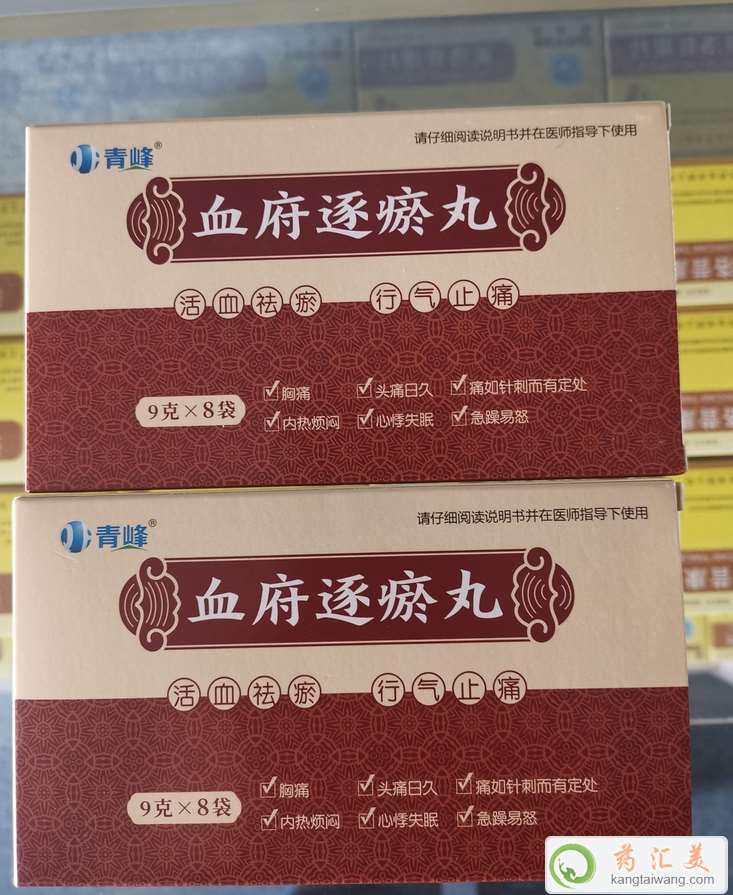 请仔细阅读说明书并在医师指导下使用
青峰®
血府逐瘀丸
活血祛瘀 行气止痛
9克×8袋
胸痛 头痛日久 痛如针刺而有定处
内热烦闷 心悸失眠 急躁易怒
请仔细阅读说明书并在医师指导下使用
青峰®
血府逐瘀丸
活血祛瘀 行气止痛
9克×8袋
胸痛 头痛日久 痛如针刺而有定处
内热烦闷 心悸失眠 急躁易怒
药汇美
kangtaiwang.com